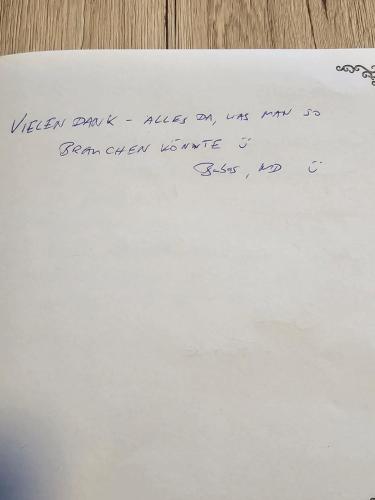 VIELEN DANK - ALLES DA, WAS MAN SO
BRAUCHEN KÖNNTE ü
MD ü